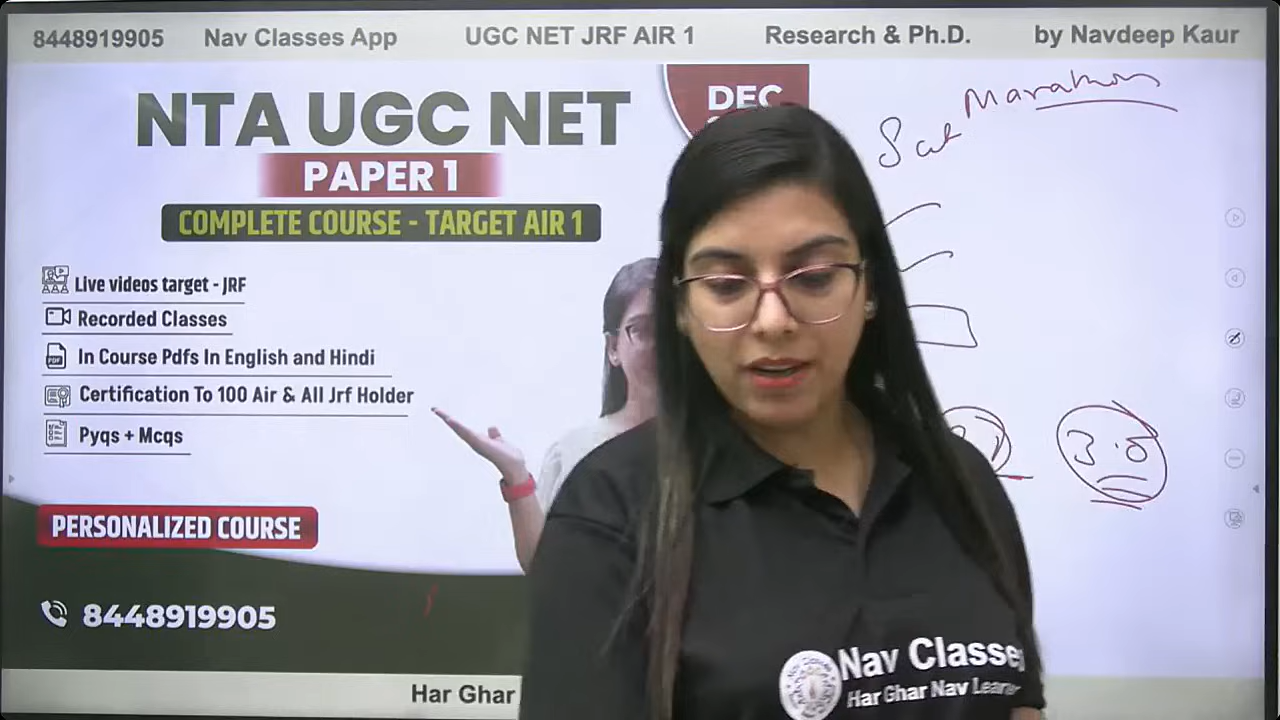 8448919905 Nav Classes App UGC NET JRF AIR 1 Research & Ph.D. by Navdeep Kaur
NTA UGC NET
DEC
PAPER 1
COMPLETE COURSE - TARGET AIR 1
Marathon
Sat
Live videos target - JRF
Recorded Classes
In Course Pdfs In English and Hindi
Certification To 100 Air & All Jrf Holder
Pyqs + Mcqs
PERSONALIZED COURSE
8448919905
Har Ghar
Nav Classes
Har Ghar Nav Learner